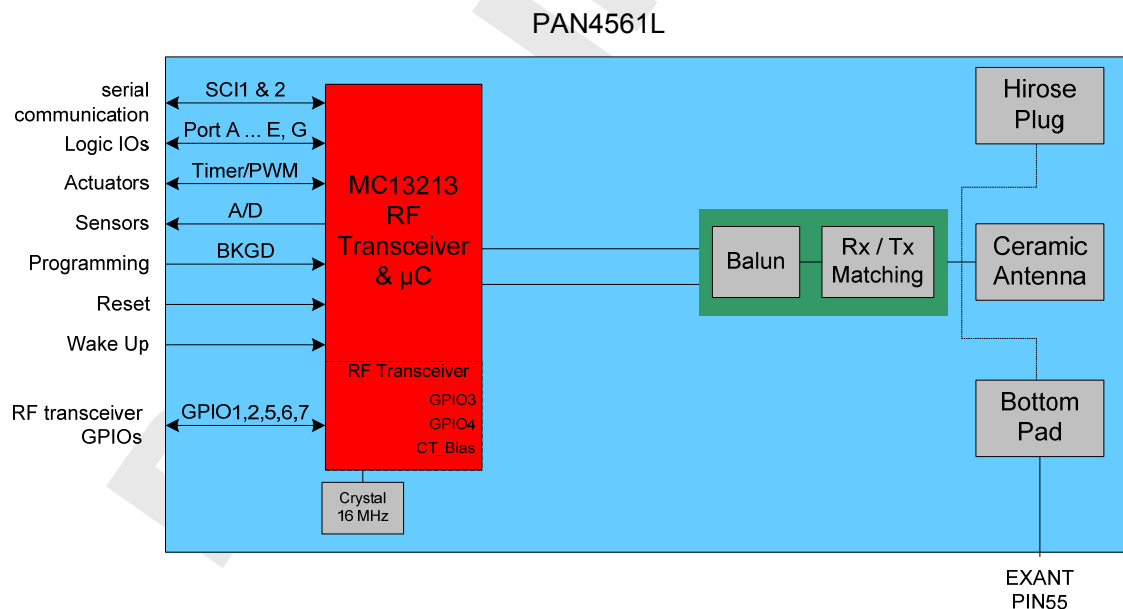 PAN4561L
serial
communication
SCI1 & 2
Logic IOs
Port A ... E, G
Actuators
Timer/PWM
Sensors
A/D
Programming
BKGD
Reset
Wake Up
RF transceiver
GPIOs
GPIO1,2,5,6,7
MC13213
RF
Transceiver
& µC
RF Transceiver
GPIO3
GPIO4
CT_Bias
Crystal
16 MHz
Balun
Rx / Tx
Matching
Hirose
Plug
Ceramic
Antenna
Bottom
Pad
EXANT
PIN55